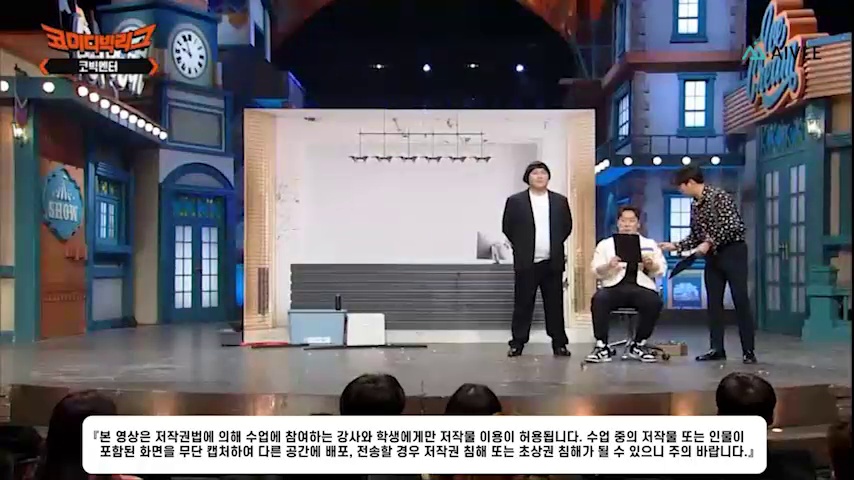 코미디빅리그
코빅엔터
『본 영상은 저작권법에 의해 수업에 참여하는 강사와 학생에게만 저작물 이용이 허용됩니다. 수업 중의 저작물 또는 인물이
포함된 화면을 무단 캡처하여 다른 공간에 배포, 전송할 경우 저작권 침해 또는 초상권 침해가 될 수 있으니 주의 바랍니다.』